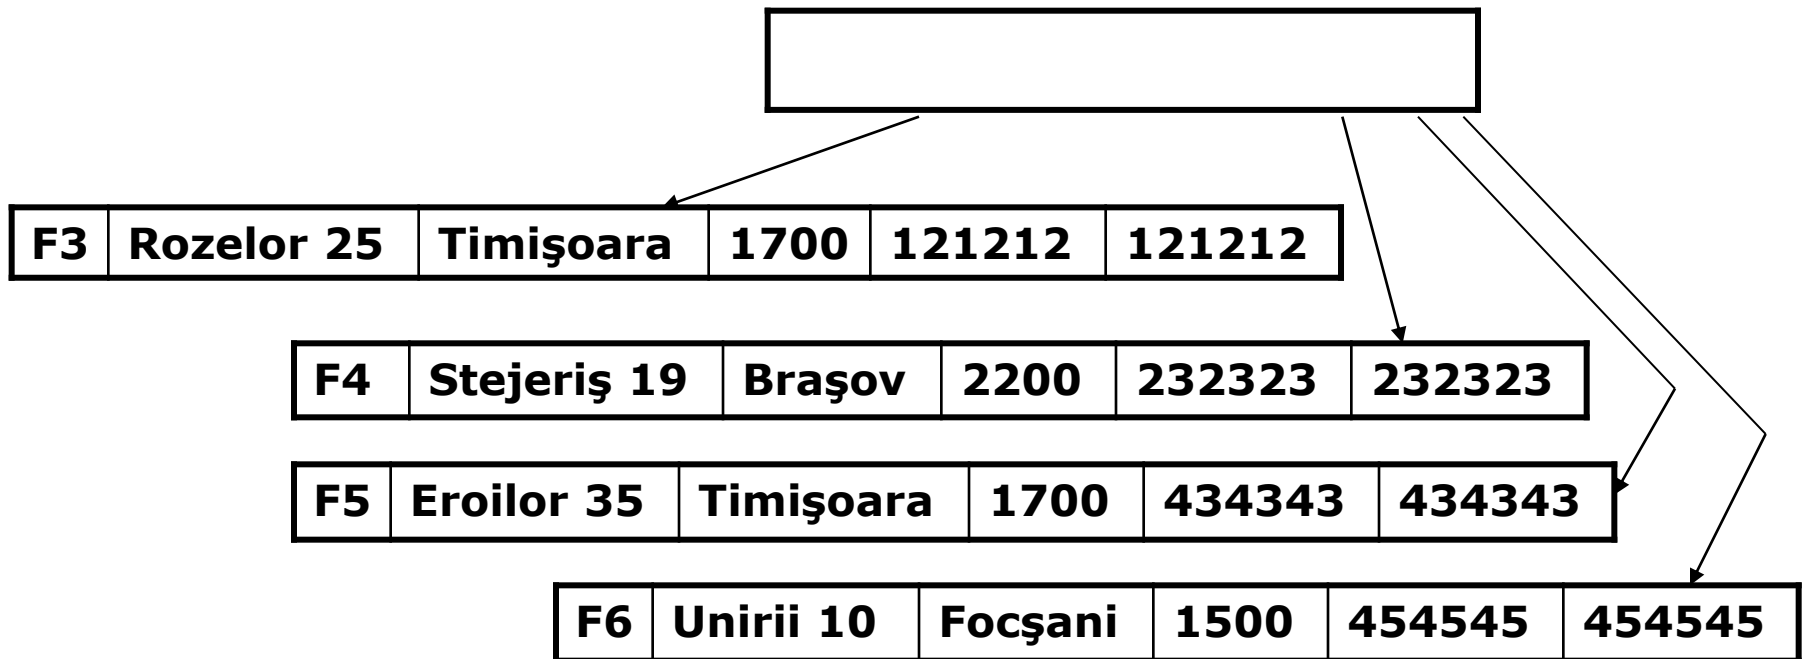 F3 Rozelor 25 Timişoara 1700 121212 121212
F4 Stejeriş 19 Braşov 2200 232323 232323
F5 Eroilor 35 Timişoara 1700 434343 434343
F6 Unirii 10 Focşani 1500 454545 454545